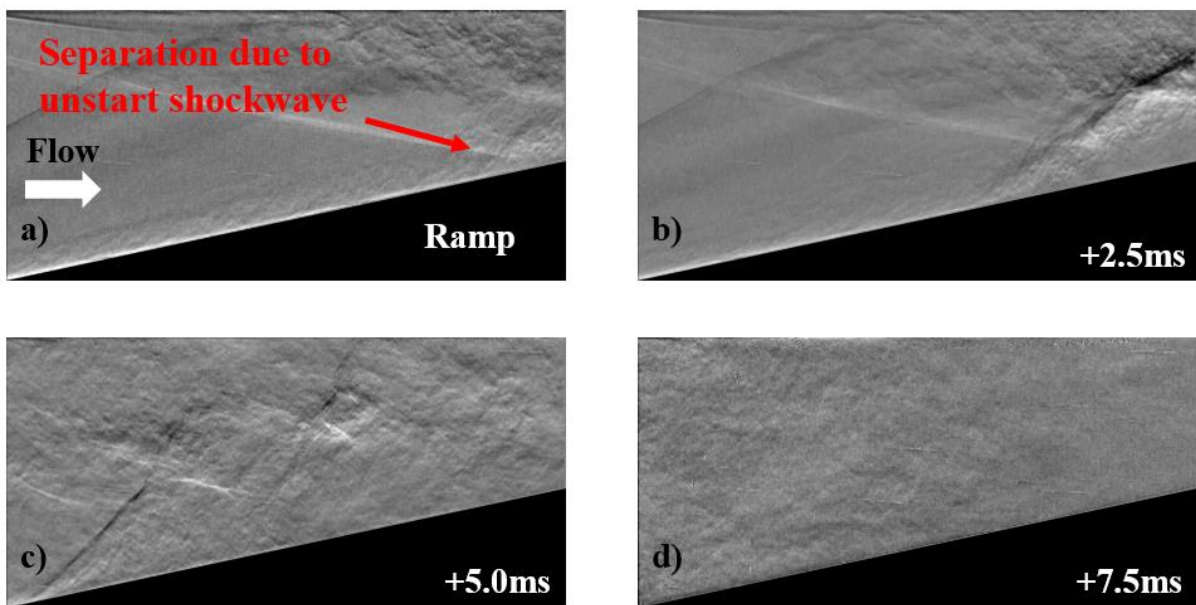 Separation due to
unstart shockwave
Flow
a)
Ramp
b)
+2.5ms
c)
+5.0ms
d)
+7.5ms